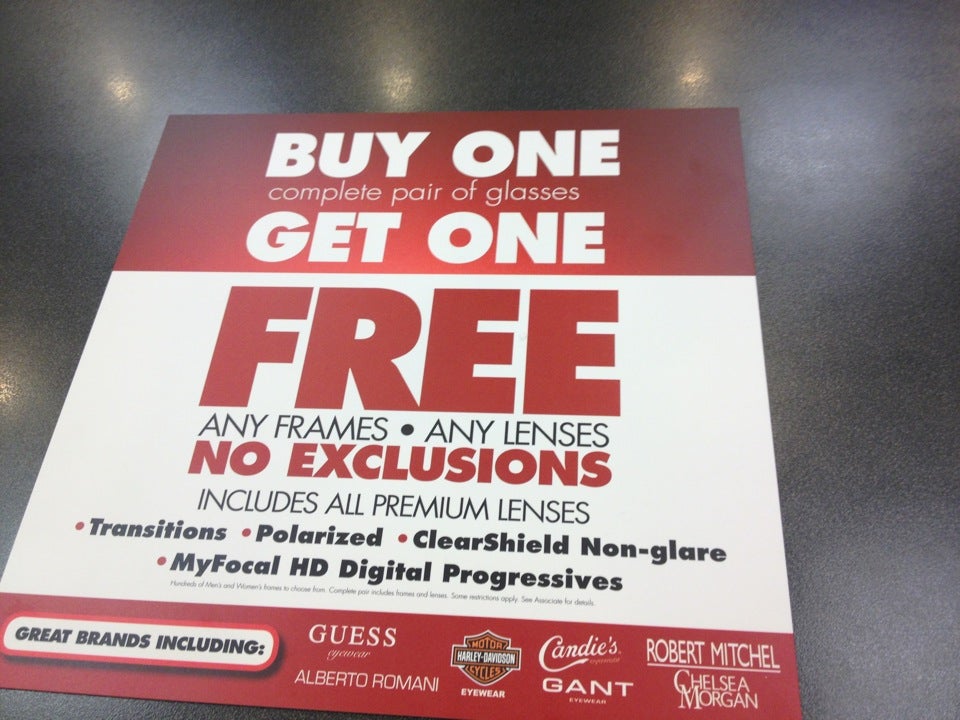 BUY ONE
complete pair of glasses
GET ONE
FREE
ANY FRAMES • ANY LENSES
NO EXCLUSIONS
INCLUDES ALL PREMIUM LENSES
• Transitions • Polarized • ClearShield Non-glare
• MyFocal HD Digital Progressives
Hundreds of Men's and Women's frames to choose from. Complete pair includes frames and lenses. Some restrictions apply. See Associate for details.
GREAT BRANDS INCLUDING:
GUESS
eyewear
ALBERTO ROMANI
MOTOR
HARLEY-DAVIDSON
CYCLES
EYEWEAR
Candie's
eyewear
GANT
EYEWEAR
ROBERT MITCHEL
CHELSEA
MORGAN